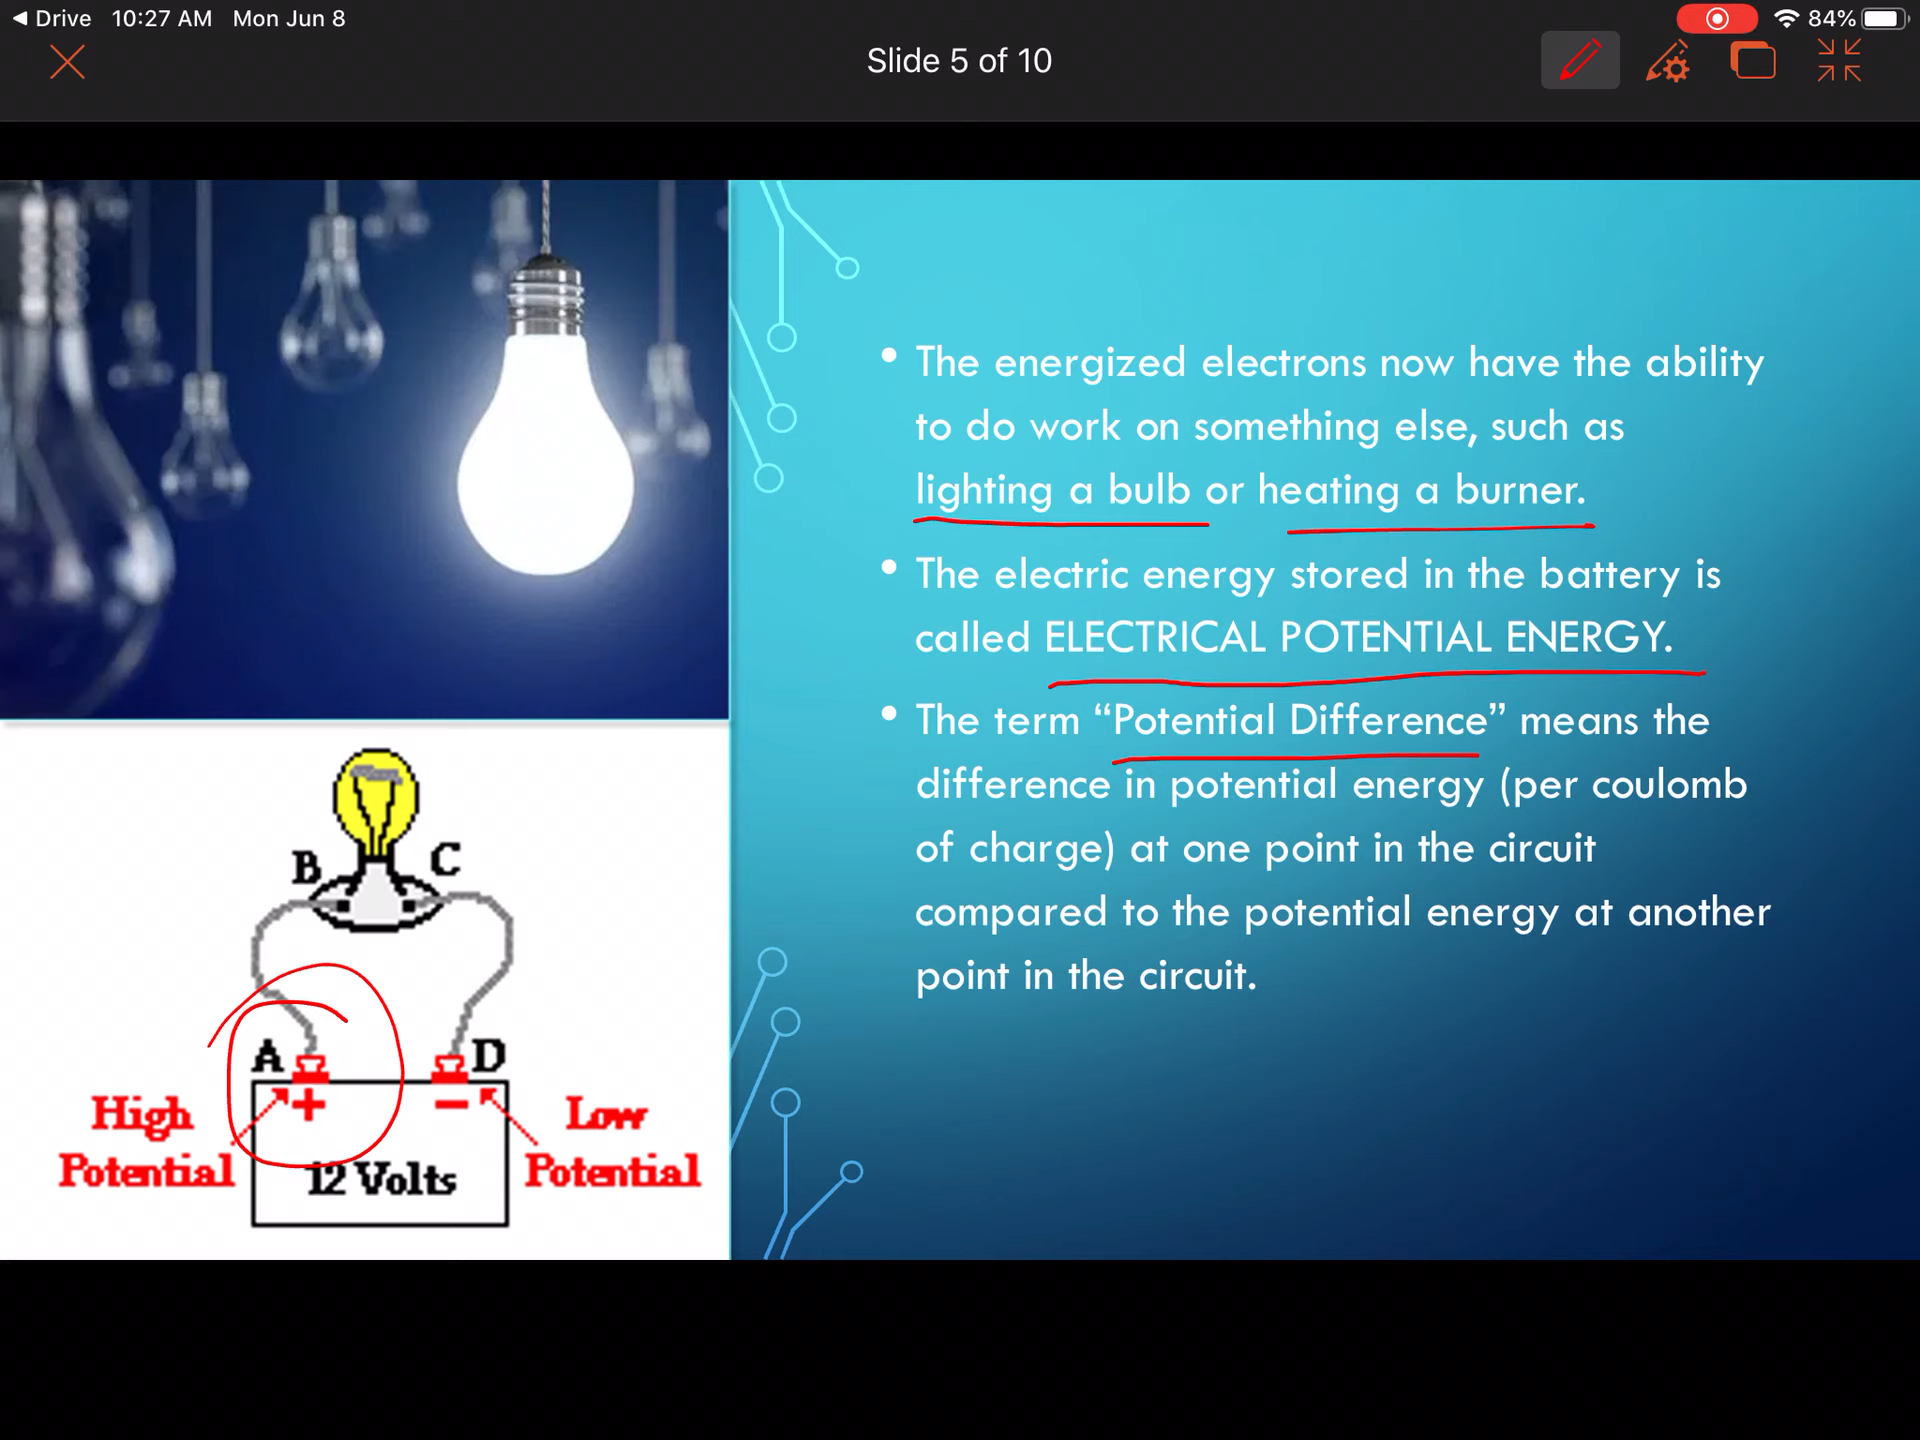 Drive 10:27 AM Mon Jun 8
84%
Slide 5 of 10
• The energized electrons now have the ability
to do work on something else, such as
lighting a bulb or heating a burner.
• The electric energy stored in the battery is
called ELECTRICAL POTENTIAL ENERGY.
• The term “Potential Difference” means the
difference in potential energy (per coulomb
of charge) at one point in the circuit
compared to the potential energy at another
point in the circuit.
B C
A D
+ −
High
Potential
12 Volts
Low
Potential